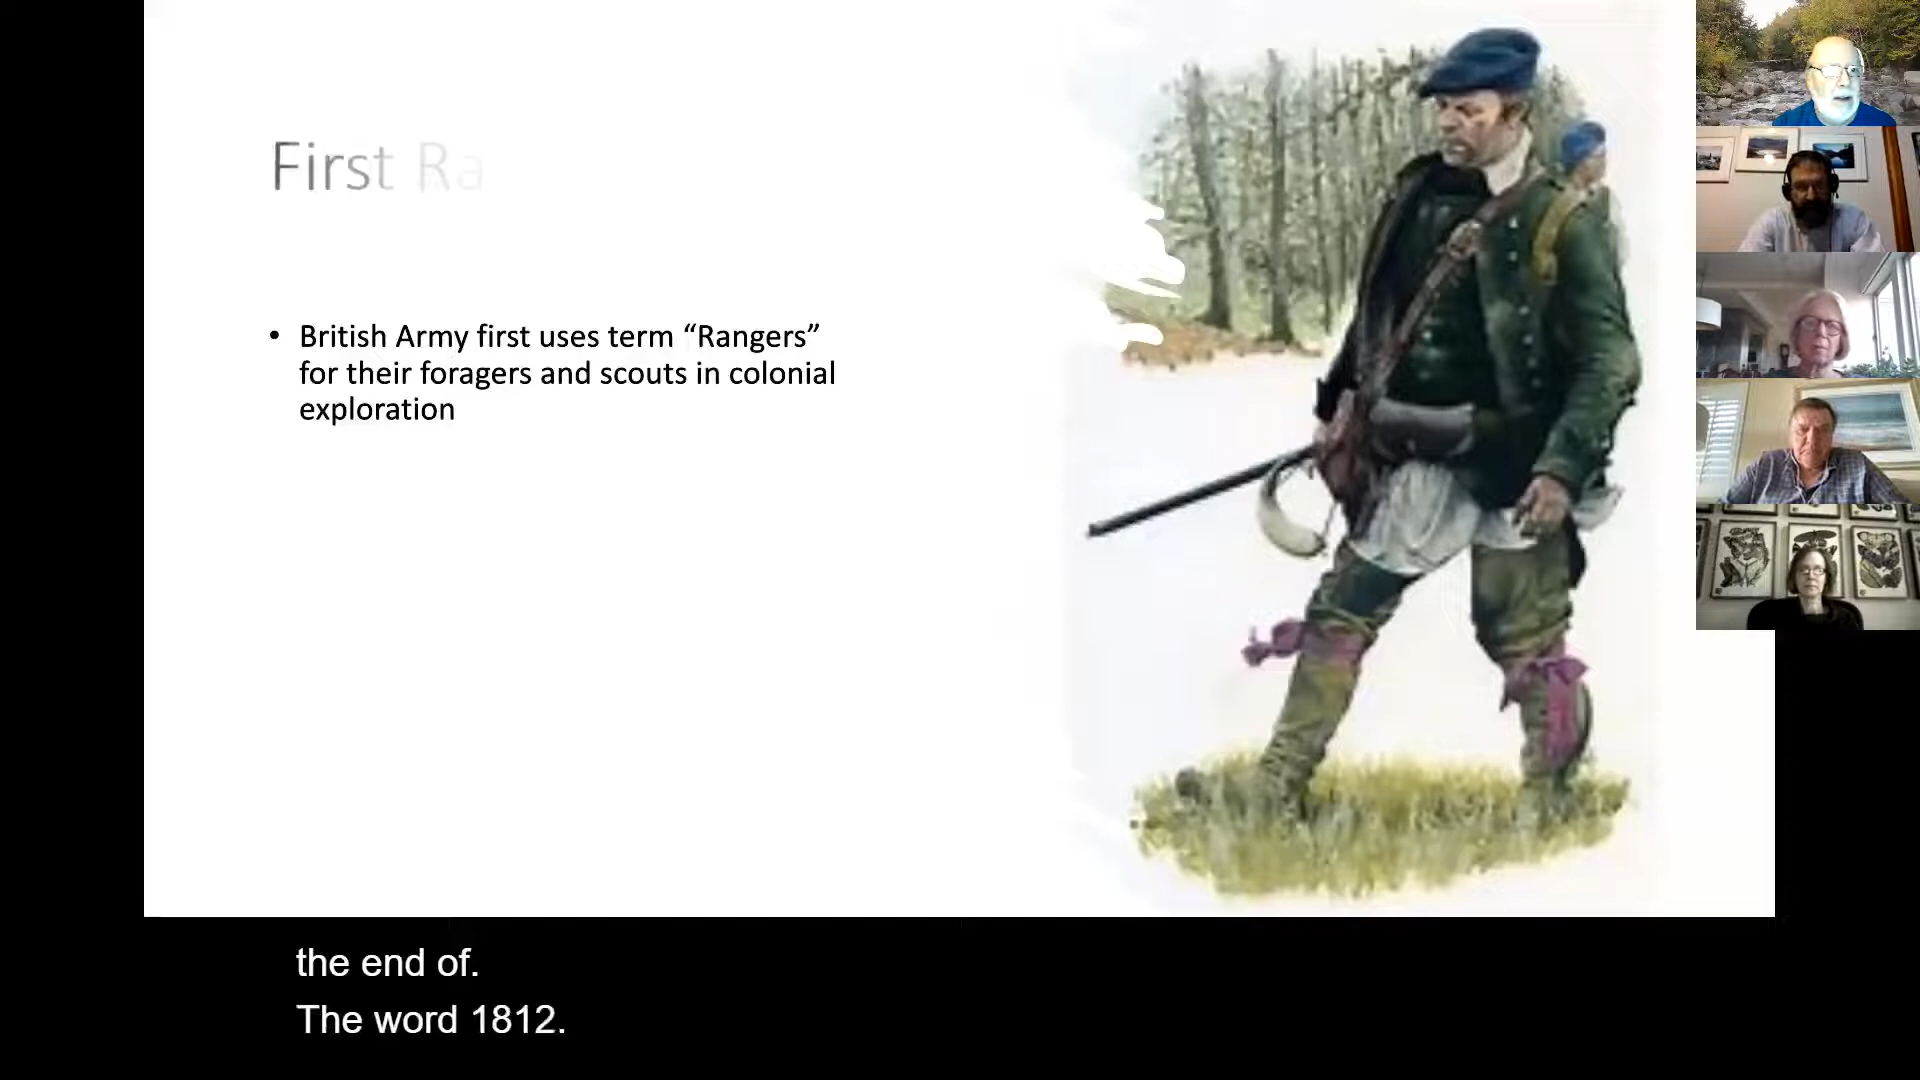 First Ra
• British Army first uses term “Rangers”
for their foragers and scouts in colonial
exploration
the end of.
The word 1812.